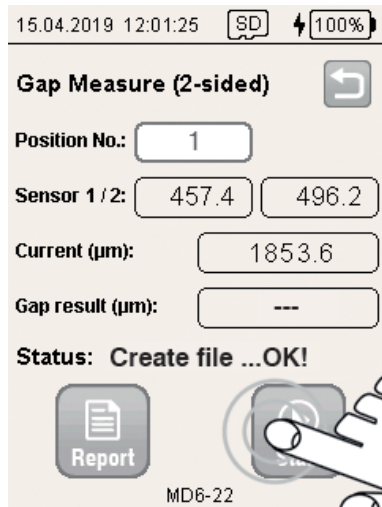 15.04.2019 12:01:25 SD 100%
Gap Measure (2-sided)
Position No.: 1
Sensor 1 / 2: 457.4 496.2
Current (µm): 1853.6
Gap result (µm): ---
Status: Create file ...OK!
Report
MD6-22